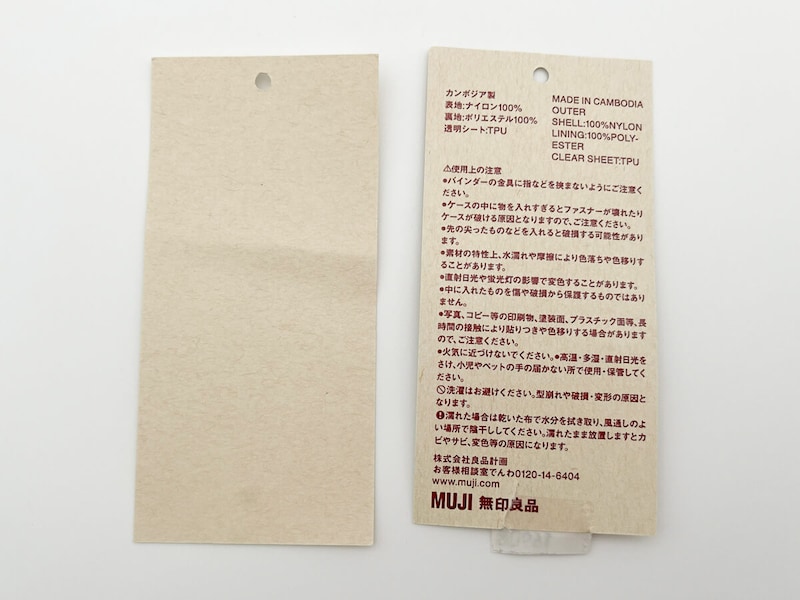 カンボジア製
表地:ナイロン100%
裏地:ポリエステル100%
透明シート:TPU
MADE IN CAMBODIA
OUTER
SHELL:100%NYLON
LINING:100%POLY-
ESTER
CLEAR SHEET:TPU
⚠使用上の注意
●バインダーの金具に指などを挟まないようにご注意く
ださい。
●ケースの中に物を入れすぎるとファスナーが壊れたり
ケースが破ける原因となりますので、ご注意ください。
●先の尖ったものなどを入れると破損する可能性があり
ます。
●素材の特性上、水濡れや摩擦により色落ちや色移りす
ることがあります。
●直射日光や蛍光灯の影響で変色することがあります。
●中に入れたものを傷や破損から保護するものではあり
ません。
●写真、コピー等の印刷物、塗装面、プラスチック面等、長
時間の接触により貼りつきや色移りする場合があります
ので、ご注意ください。
●火気に近づけないでください。●高温・多湿・直射日光を
さけ、小児やペットの手の届かない所で使用・保管してく
ださい。
🚫洗濯はお避けください。型崩れや破損・変形の原因と
なります。
❗濡れた場合は乾いた布で水分を拭き取り、風通しのよ
い場所で陰干ししてください。濡れたまま放置しますとカ
ビやサビ、変色等の原因になります。
株式会社良品計画
お客様相談室でんわ0120-14-6404
www.muji.com
MUJI 無印良品